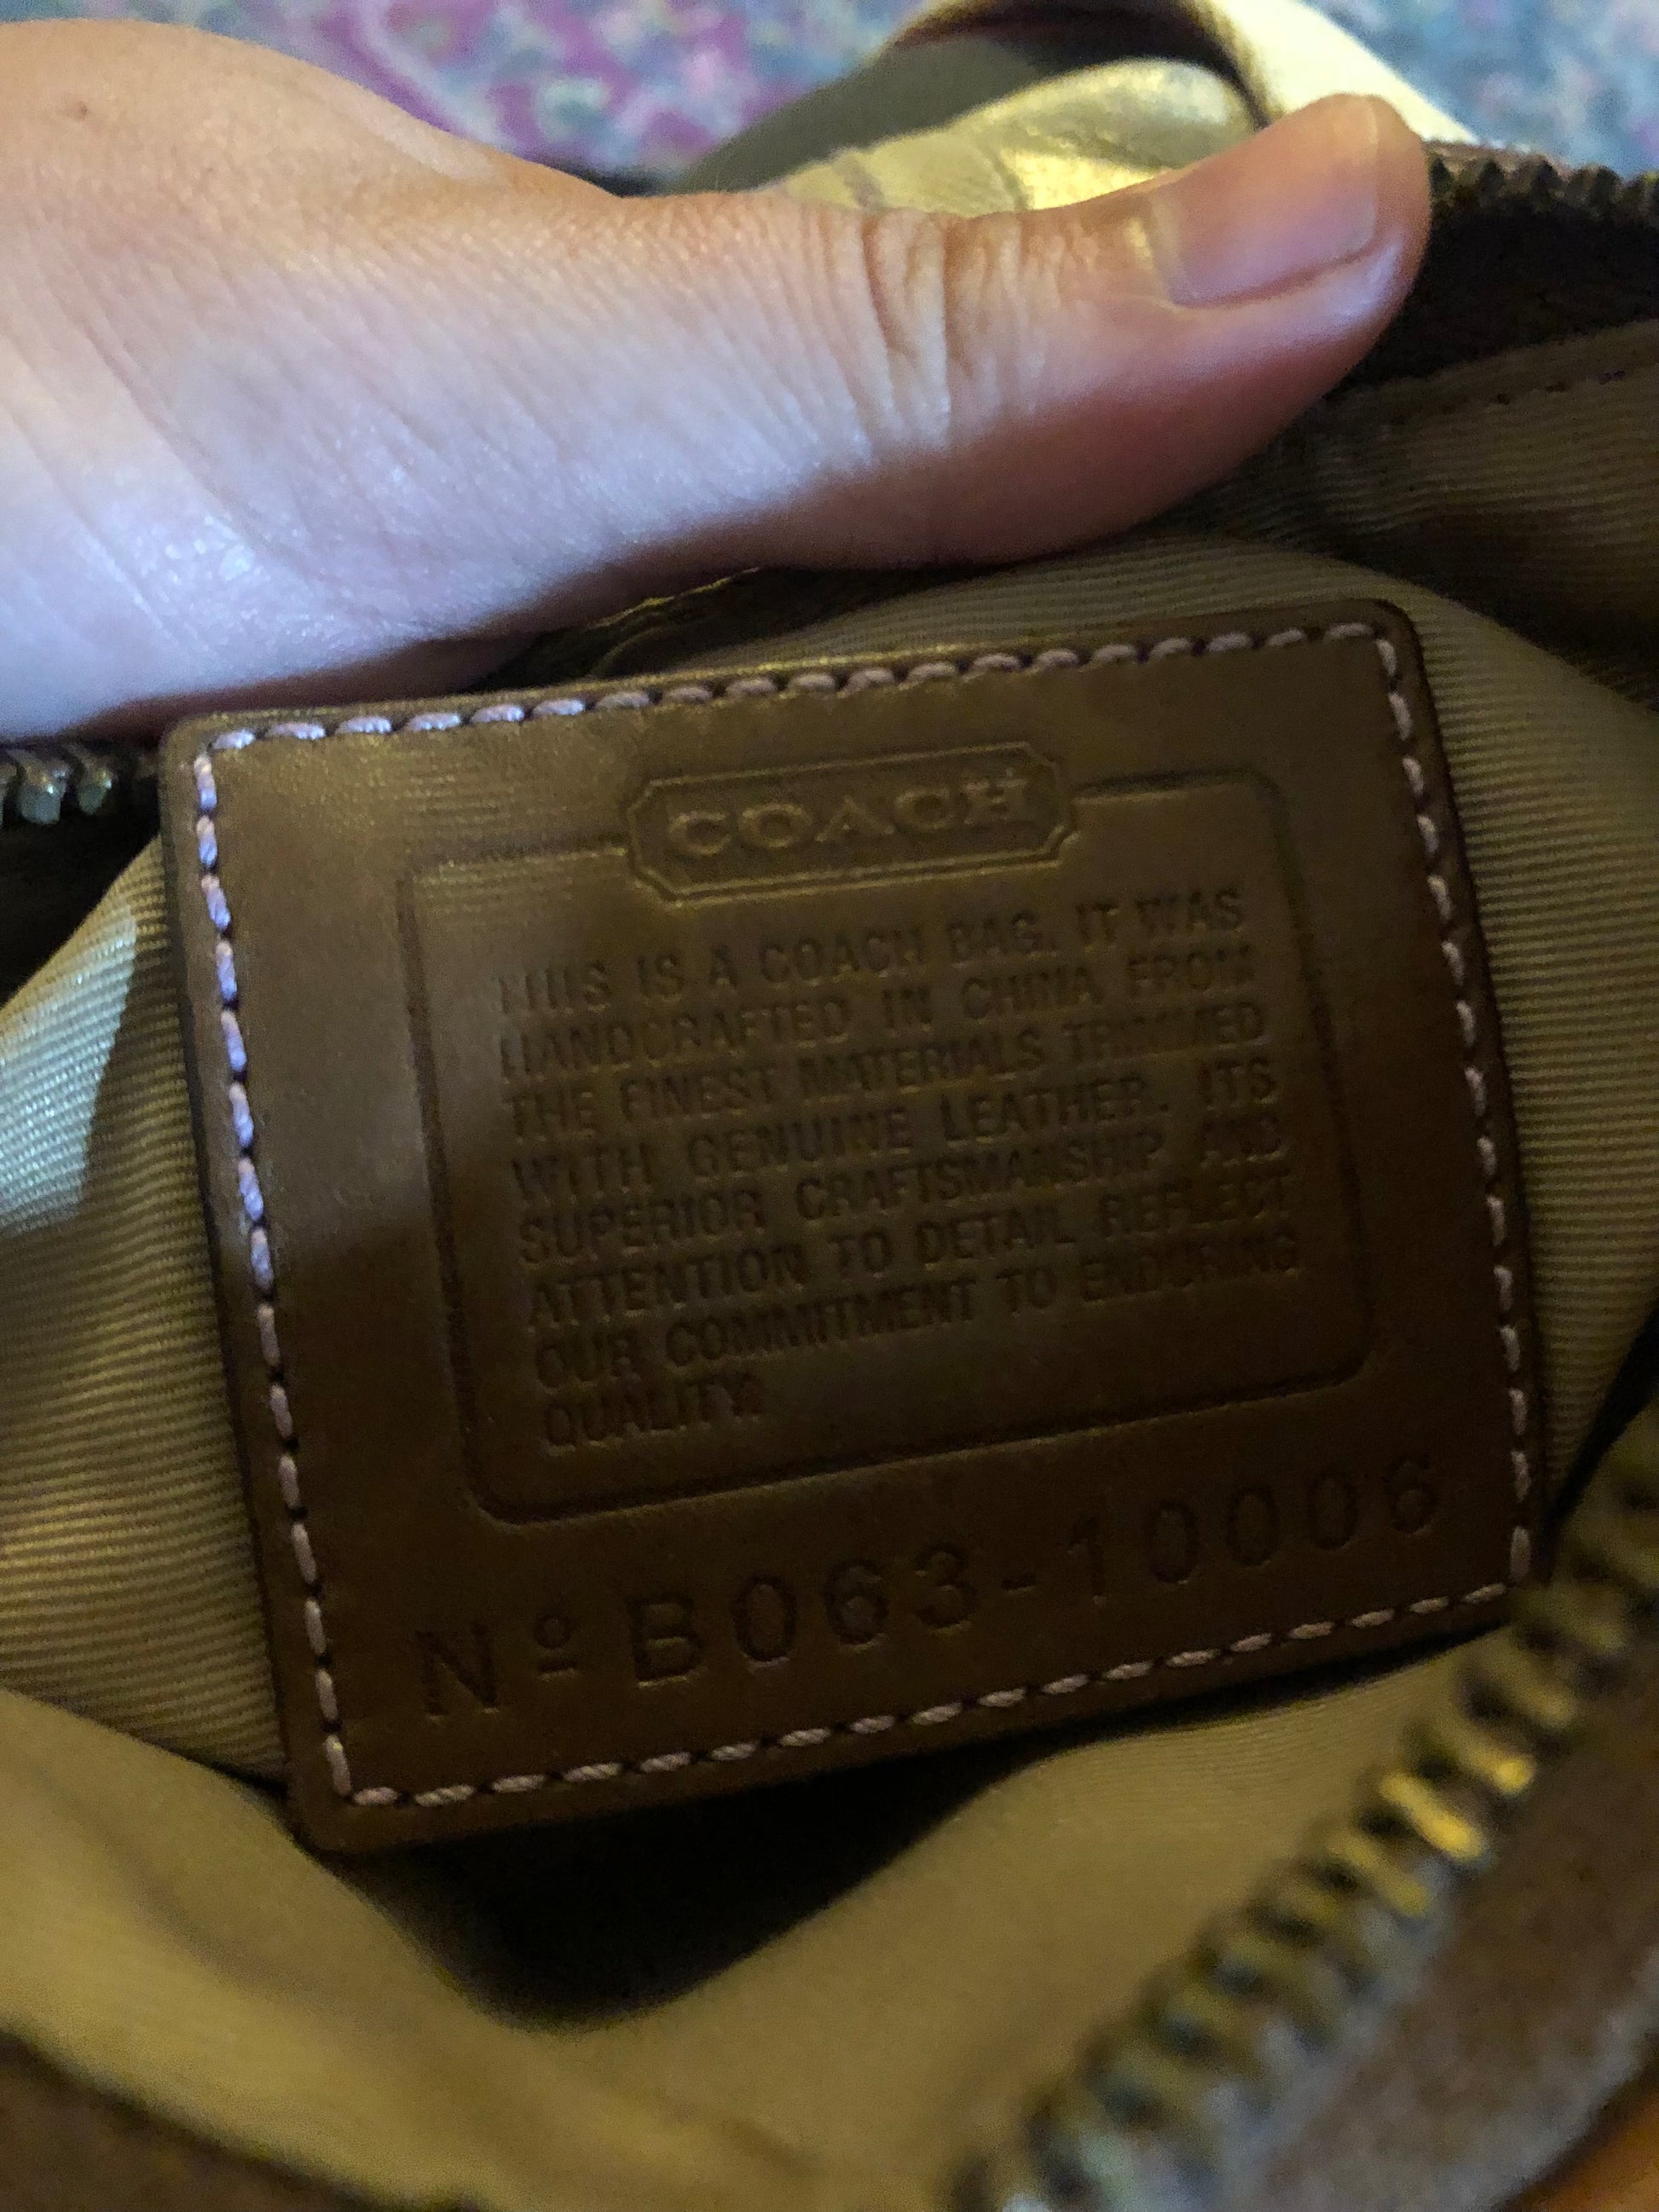 COACH
THIS IS A COACH BAG. IT WAS
HANDCRAFTED IN CHINA FROM
THE FINEST MATERIALS TRIMMED
WITH GENUINE LEATHER. ITS
SUPERIOR CRAFTSMANSHIP AND
ATTENTION TO DETAIL REFLECT
OUR COMMITMENT TO ENDURING
QUALITY.
Nº B063-10006